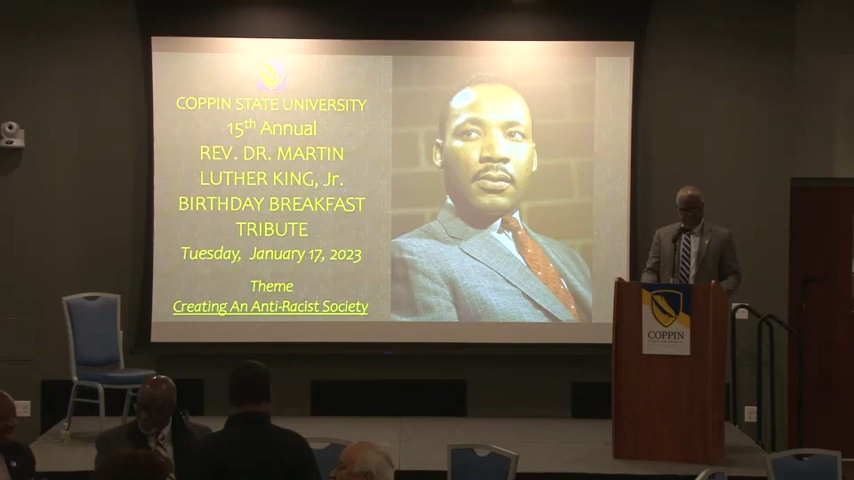 COPPIN STATE UNIVERSITY
15th Annual
REV. DR. MARTIN
LUTHER KING, Jr.
BIRTHDAY BREAKFAST
TRIBUTE
Tuesday, January 17, 2023
Theme
Creating An Anti-Racist Society
COPPIN